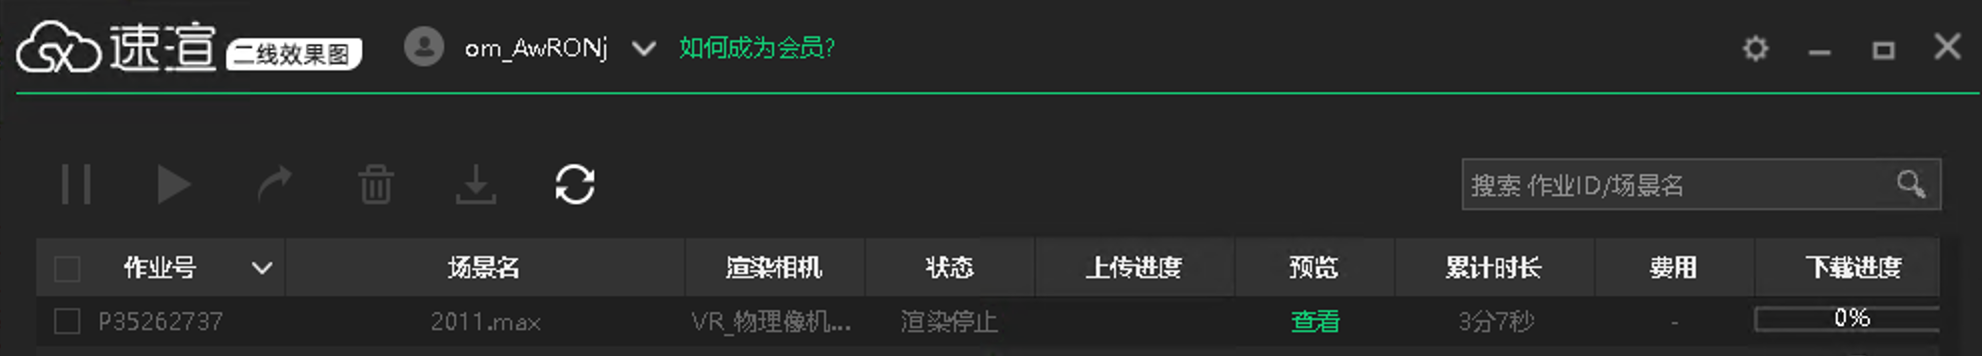 SX 速渲 二线效果图 om_AwRONj 如何成为会员?
搜索 作业ID/场景名
作业号 场景名 渲染相机 状态 上传进度 预览 累计时长 费用 下载进度
P35262737 2011.max VR_物理像机... 渲染停止 查看 3分7秒 - 0%